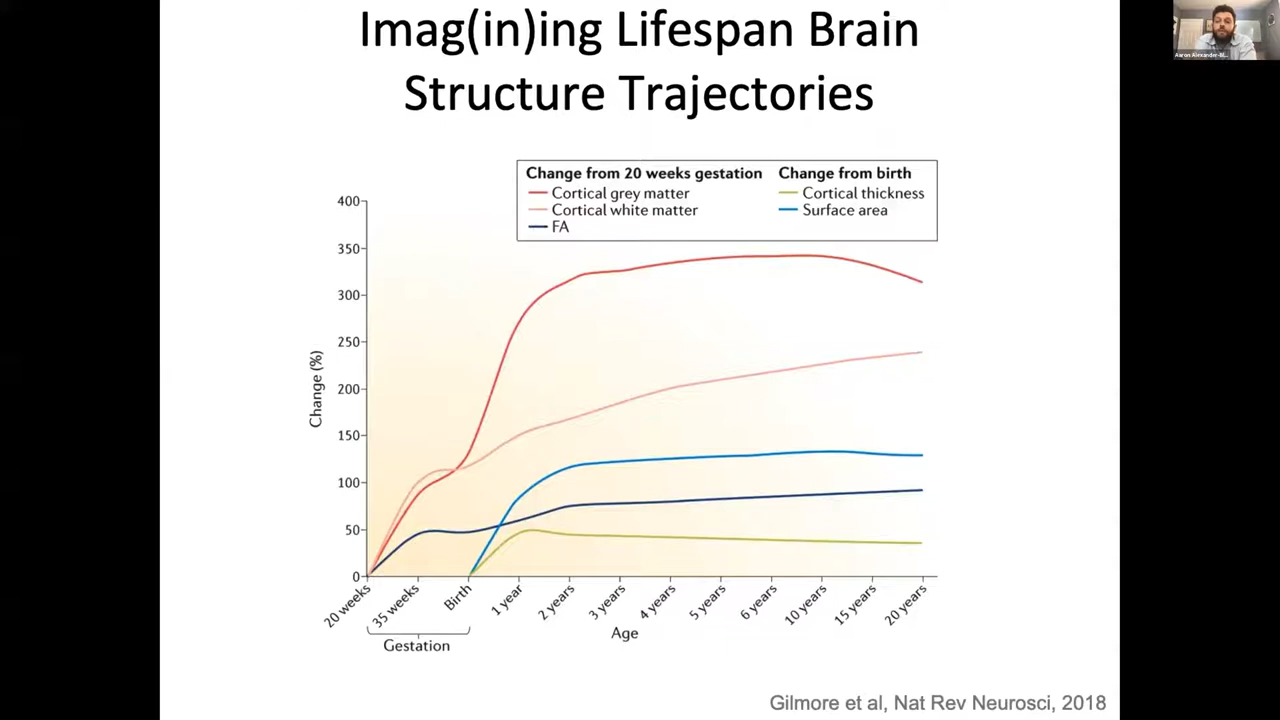 Imag(in)ing Lifespan Brain
Structure Trajectories
Aaron Alexander-Bl...
Change from 20 weeks gestation
Cortical grey matter
Cortical white matter
FA
Change from birth
Cortical thickness
Surface area
Change (%)
400
350
300
250
200
150
100
50
0
20 weeks
35 weeks
Birth
1 year
2 years
3 years
4 years
5 years
6 years
10 years
15 years
20 years
Gestation
Age
Gilmore et al, Nat Rev Neurosci, 2018